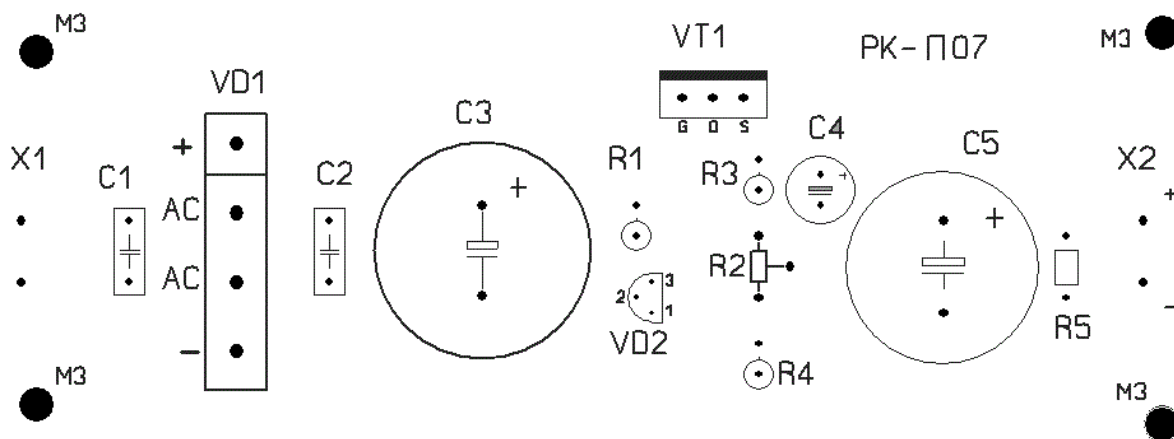 M3
M3
VT1
РК-П07
VD1
C3
G D S
C4
C5
X1
+
C1
C2
R1
R3
X2
+
+
+
+
AC
AC
R2
3
2
1
VD2
R5
-
-
R4
M3
M3